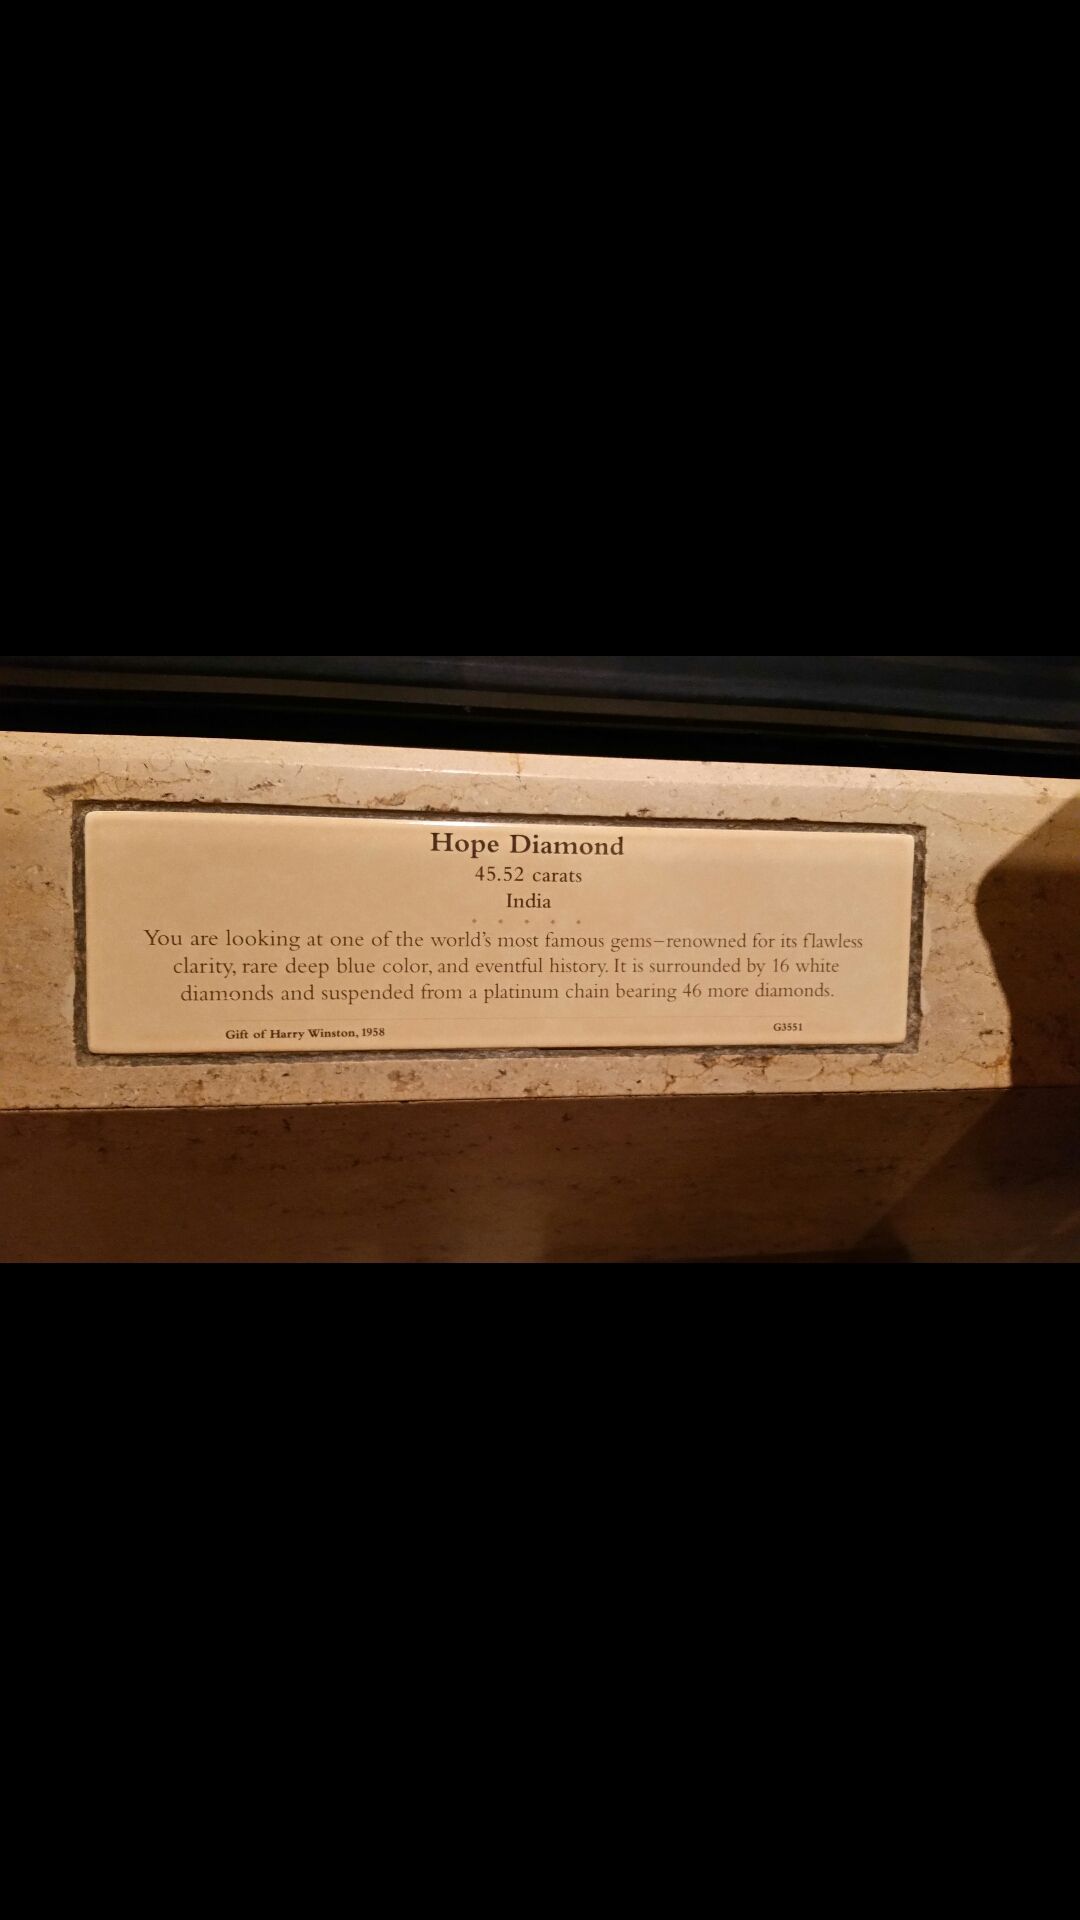 Hope Diamond
45.52 carats
India
You are looking at one of the world's most famous gems–renowned for its flawless
clarity, rare deep blue color, and eventful history. It is surrounded by 16 white
diamonds and suspended from a platinum chain bearing 46 more diamonds.
Gift of Harry Winston, 1958
G3551